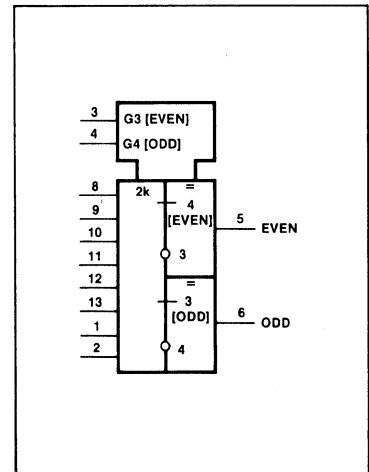 3 G3 [EVEN]
4 G4 [ODD]
8 2k =
9 4
[EVEN] 5 EVEN
10
11 3
12 =
13 3
[ODD] 6 ODD
1 4
2